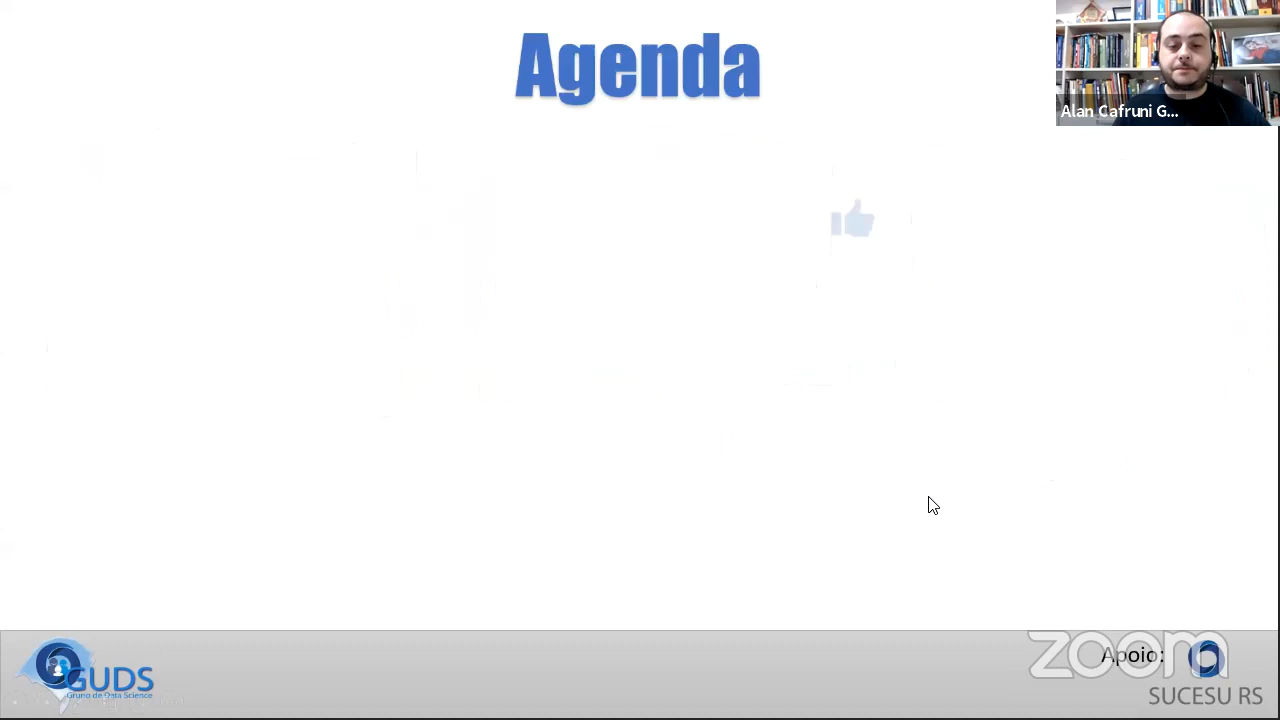 Agenda
Alan Cafruni G...
GUDS
Grupo de Data Science
zoom
Apoio:
SUCESU RS